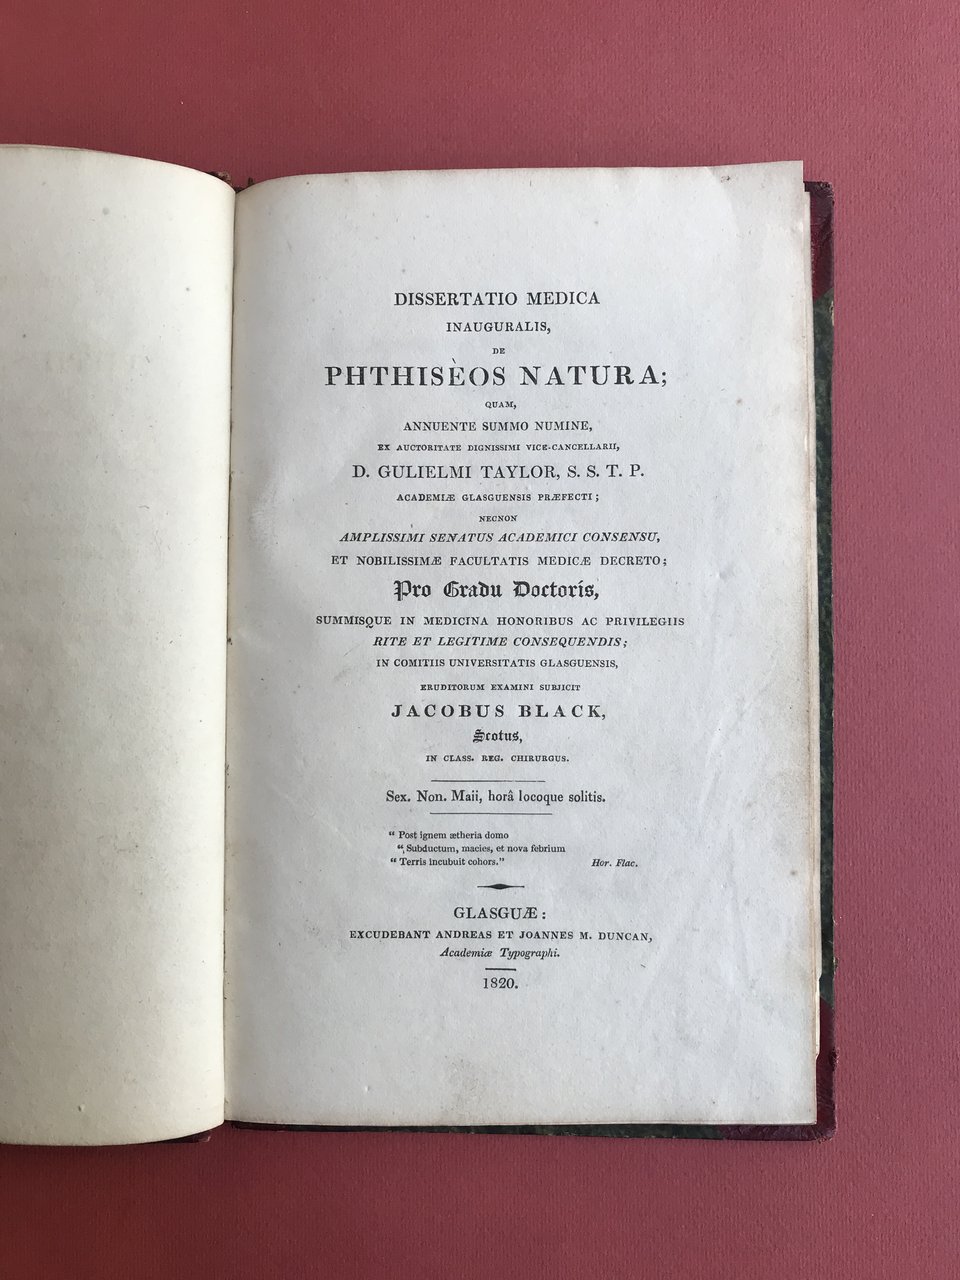 DISSERTATIO MEDICA
INAUGURALIS,
DE
PHTHISÈOS NATURA;
QUAM,
ANNUENTE SUMMO NUMINE,
EX AUCTORITATE DIGNISSIMI VICE-CANCELLARII,
D. GULIELMI TAYLOR, S. S. T. P.
ACADEMIÆ GLASGUENSIS PRÆFECTI;
NECNON
AMPLISSIMI SENATUS ACADEMICI CONSENSU,
ET NOBILISSIMÆ FACULTATIS MEDICÆ DECRETO;
Pro Gradu Doctoris,
SUMMISQUE IN MEDICINA HONORIBUS AC PRIVILEGIIS
RITE ET LEGITIME CONSEQUENDIS;
IN COMITIIS UNIVERSITATIS GLASGUENSIS,
ERUDITORUM EXAMINI SUBJICIT
JACOBUS BLACK,
Scotus,
IN CLASS. REG. CHIRURGUS.
Sex. Non. Maii, horâ locoque solitis.
“ Post ignem ætheria domo
“ Subductum, macies, et nova febrium
“ Terris incubuit cohors.” Hor. Flac.
GLASGUÆ:
EXCUDEBANT ANDREAS ET JOANNES M. DUNCAN,
Academiæ Typographi.
1820.